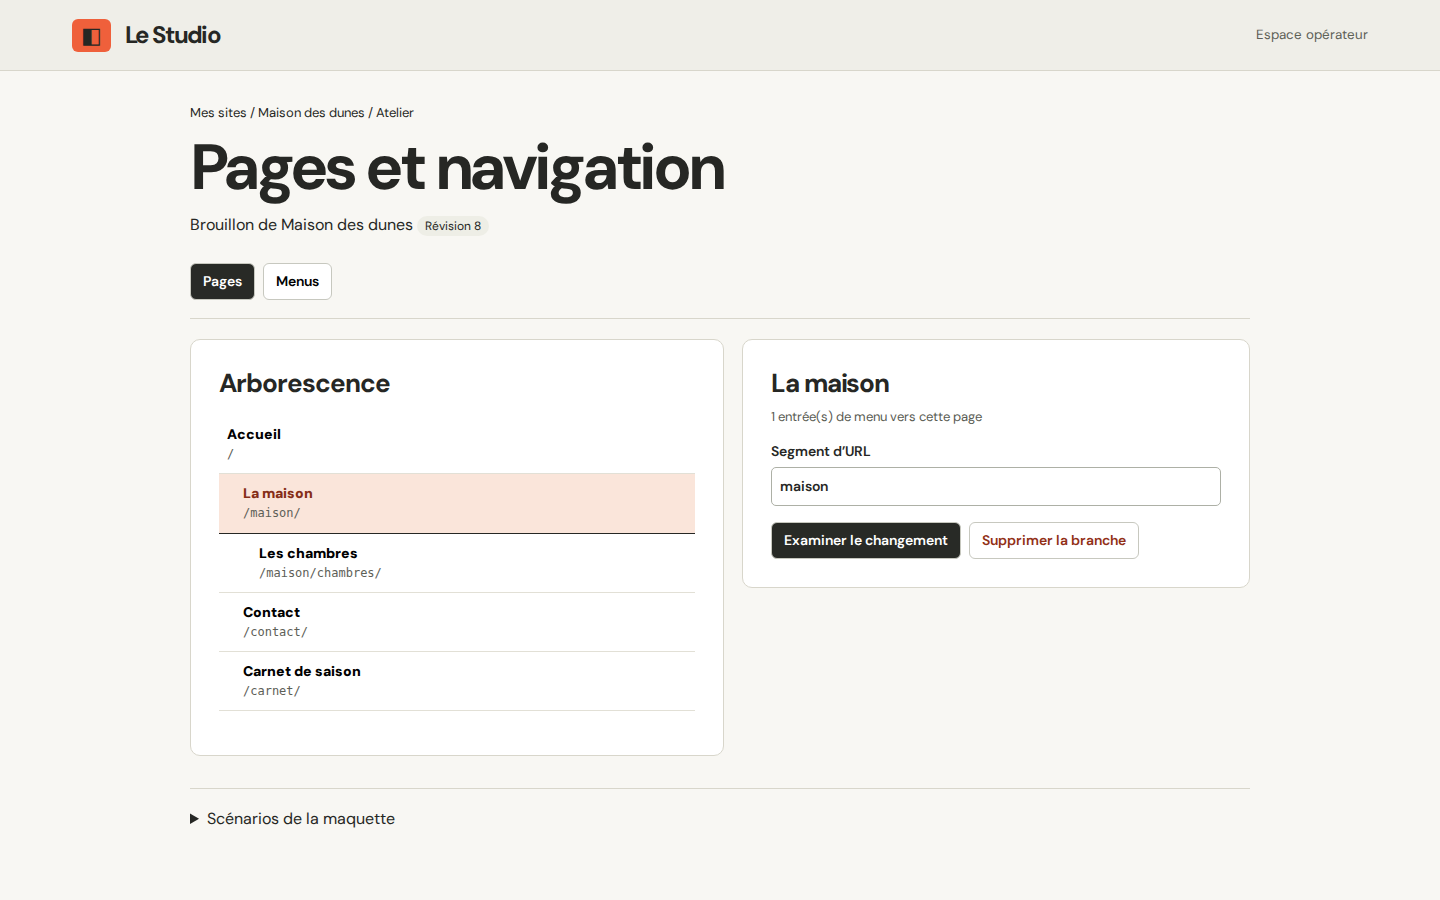 Le Studio
Espace opérateur
Mes sites / Maison des dunes / Atelier
Pages et navigation
Brouillon de Maison des dunes Révision 8
Pages Menus
Arborescence
Accueil
/
La maison
/maison/
Les chambres
/maison/chambres/
Contact
/contact/
Carnet de saison
/carnet/
La maison
1 entrée(s) de menu vers cette page
Segment d’URL
maison
Examiner le changement Supprimer la branche
Scénarios de la maquette